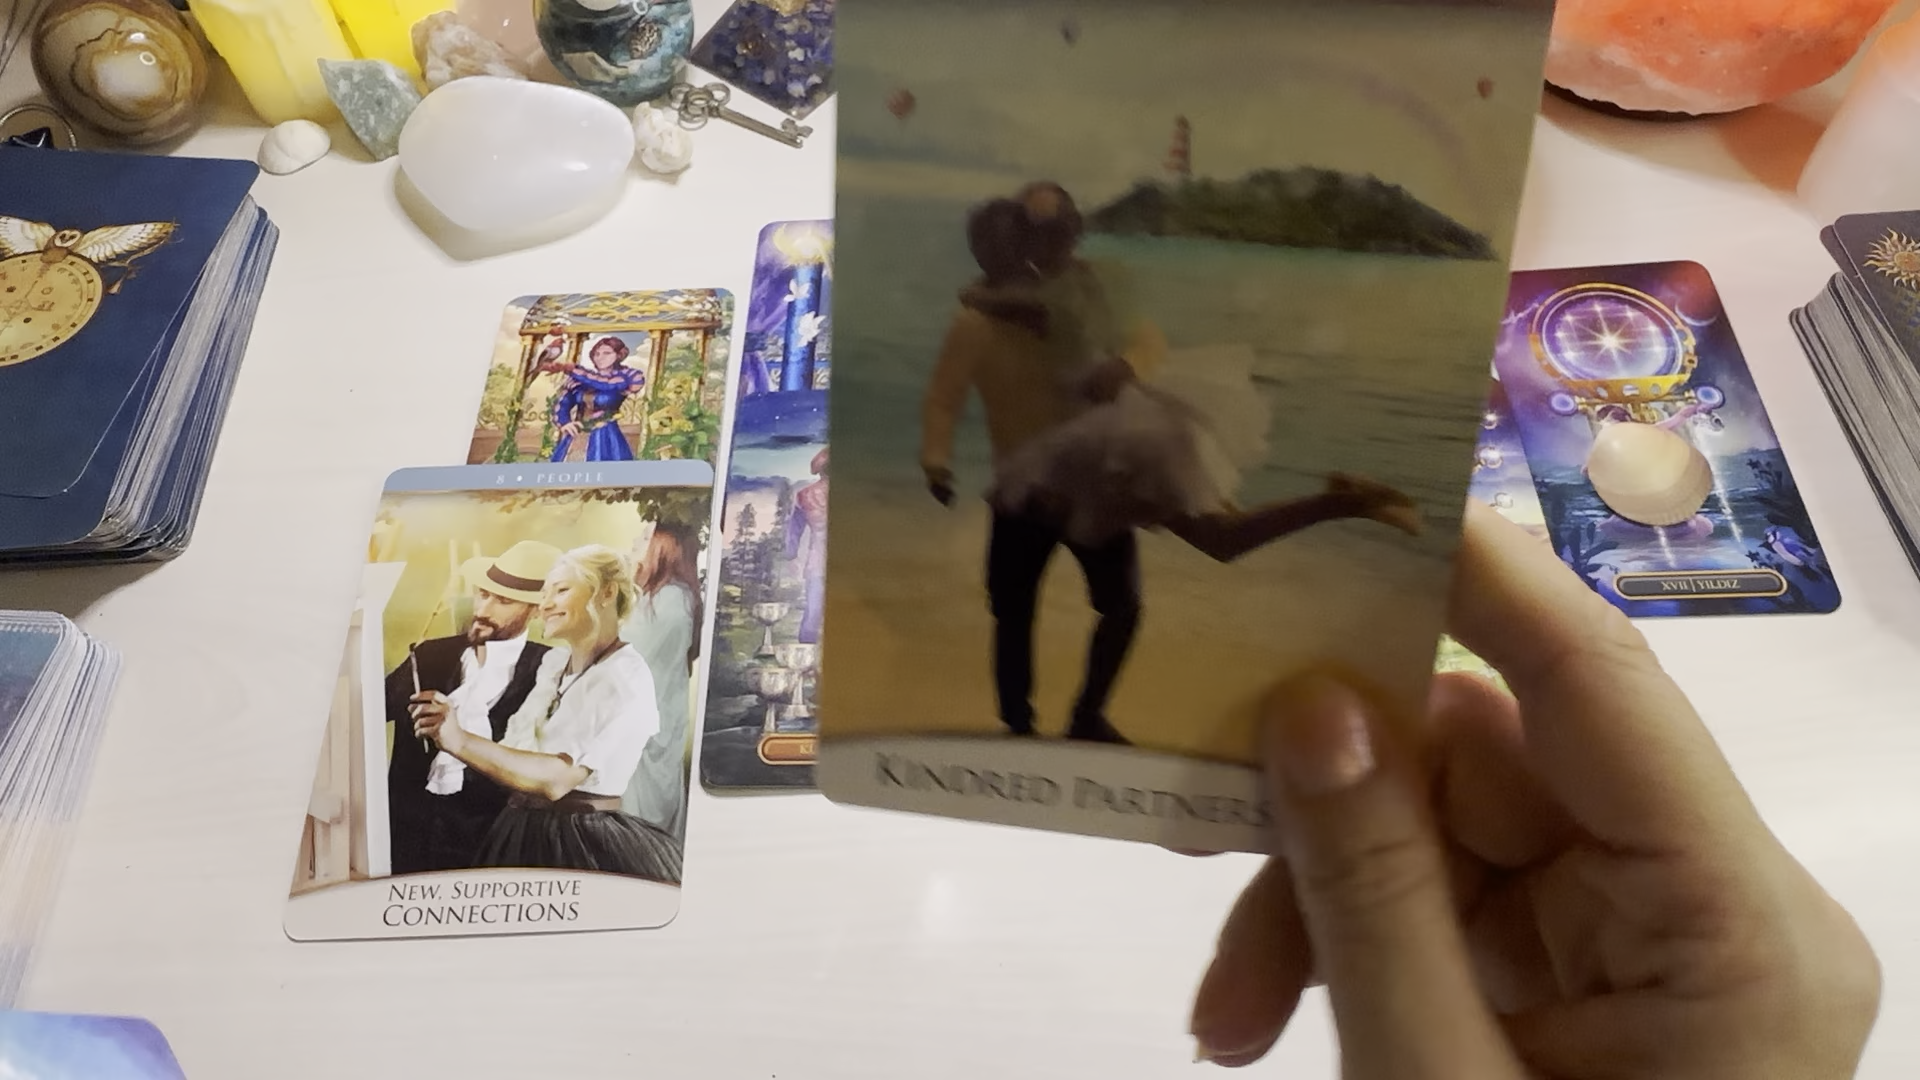 8 • PEOPLE
NEW, SUPPORTIVE
CONNECTIONS
KINDRED PARTNERS
XVII | YILDIZ